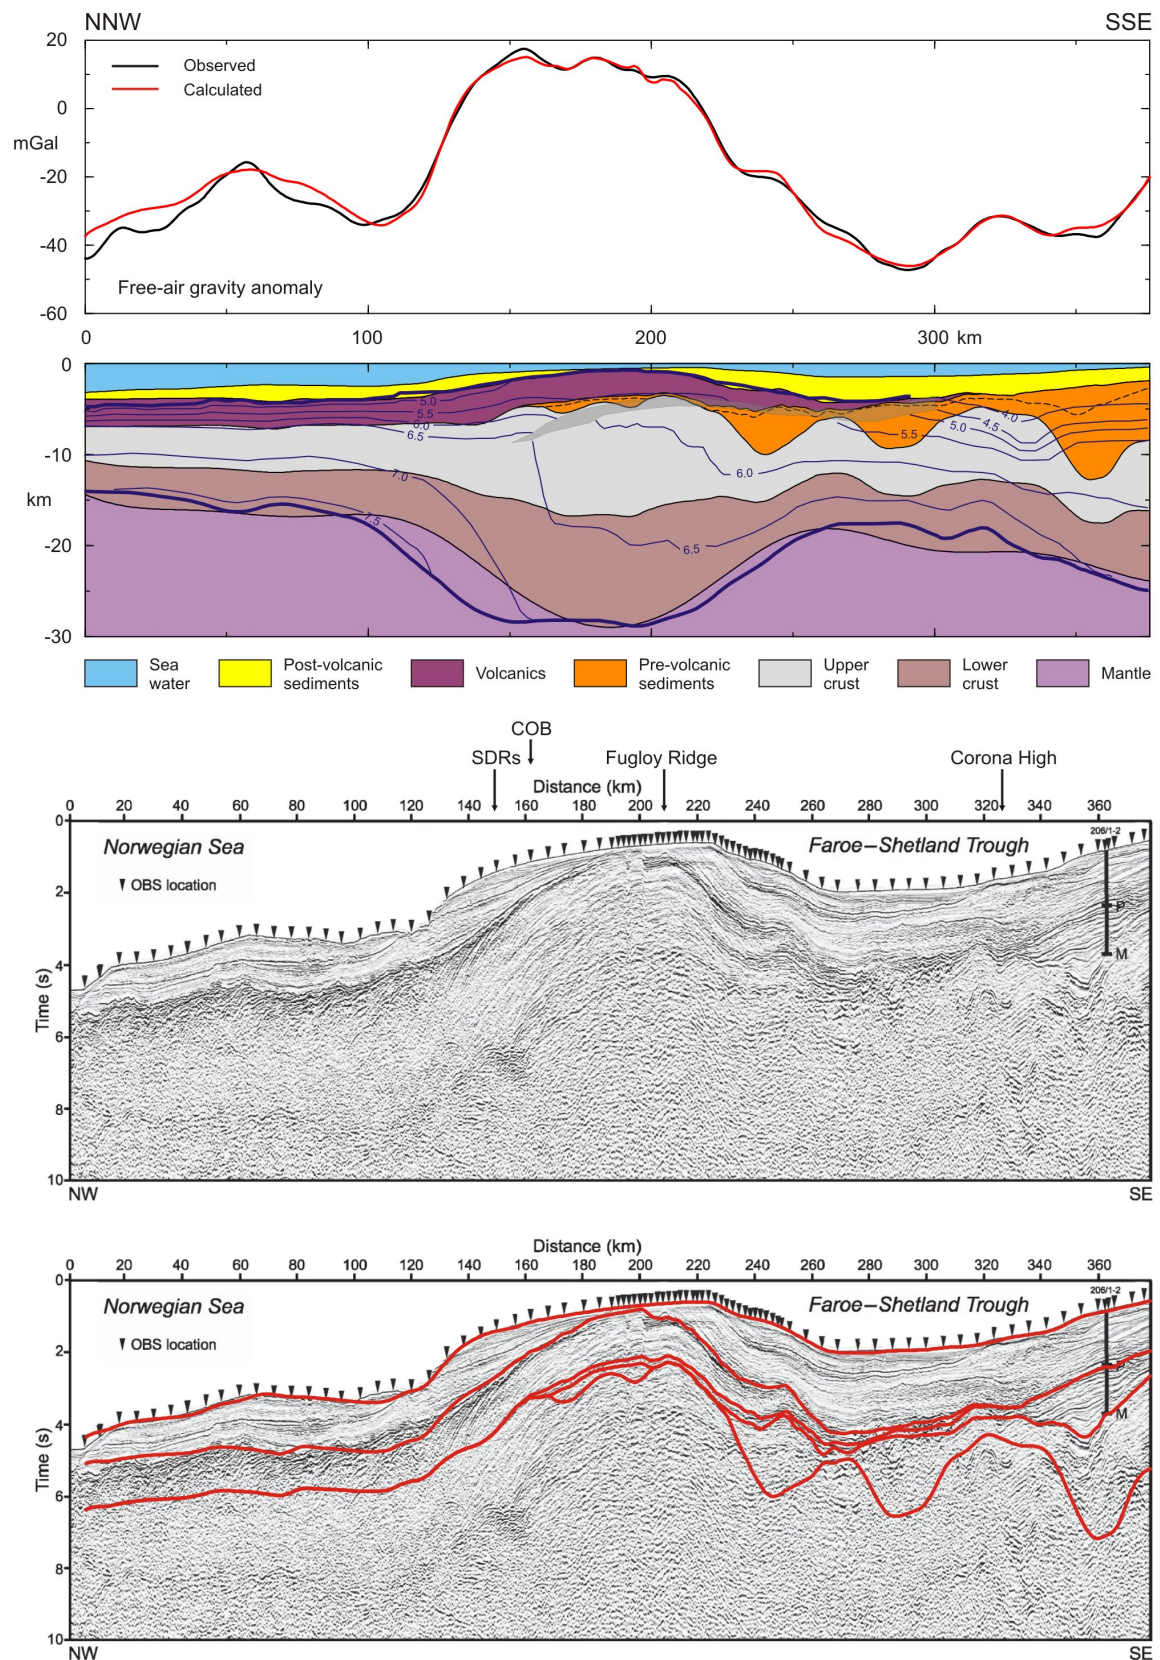 NNW SSE
20
Observed
Calculated
0
mGal
-20
-40
Free-air gravity anomaly
-60
0 100 200 300 km
0
5.0
5.5
6.0
6.5
4.0
4.5
5.0
5.5
-10
7.0
6.0
km
7.5
-20
6.5
-30
Sea water
Post-volcanic sediments
Volcanics
Pre-volcanic sediments
Upper crust
Lower crust
Mantle
COB
SDRs Fugloy Ridge Corona High
Distance (km)
0 20 40 60 80 100 120 140 160 180 200 220 240 260 280 300 320 340 360
0
206/1-2
Norwegian Sea Faroe–Shetland Trough
OBS location
2
P
M
4
Time (s)
6
8
10
NW SE
Distance (km)
0 20 40 60 80 100 120 140 160 180 200 220 240 260 280 300 320 340 360
0
206/1-2
Norwegian Sea Faroe–Shetland Trough
OBS location
2
M
4
Time (s)
6
8
10
NW SE